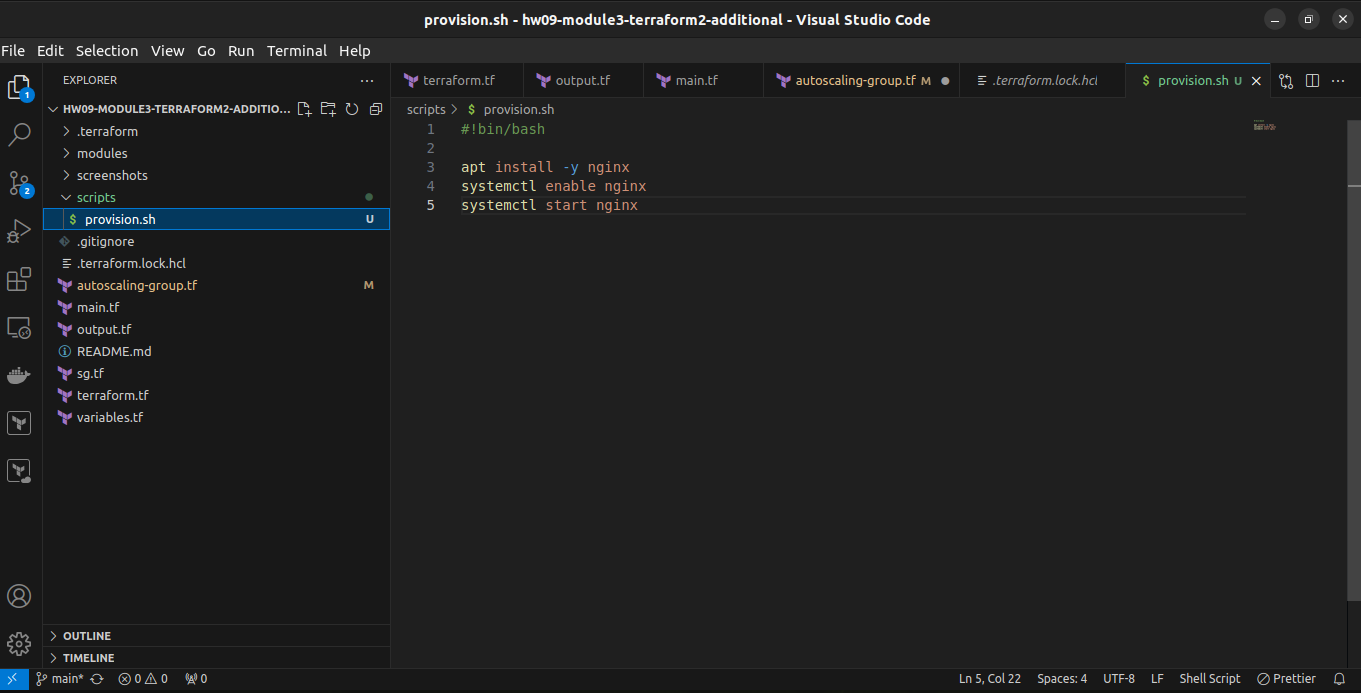 provision.sh - hw09-module3-terraform2-additional - Visual Studio Code
File Edit Selection View Go Run Terminal Help
EXPLORER
HW09-MODULE3-TERRAFORM2-ADDITIO...
.terraform
modules
screenshots
scripts
provision.sh U
.gitignore
.terraform.lock.hcl
autoscaling-group.tf M
main.tf
output.tf
README.md
sg.tf
terraform.tf
variables.tf
OUTLINE
TIMELINE
1
2
terraform.tf output.tf main.tf autoscaling-group.tf M .terraform.lock.hcl $ provision.sh U
scripts > $ provision.sh
1 #!bin/bash
2
3 apt install -y nginx
4 systemctl enable nginx
5 systemctl start nginx
main* 0 0 0 Ln 5, Col 22 Spaces: 4 UTF-8 LF Shell Script Prettier